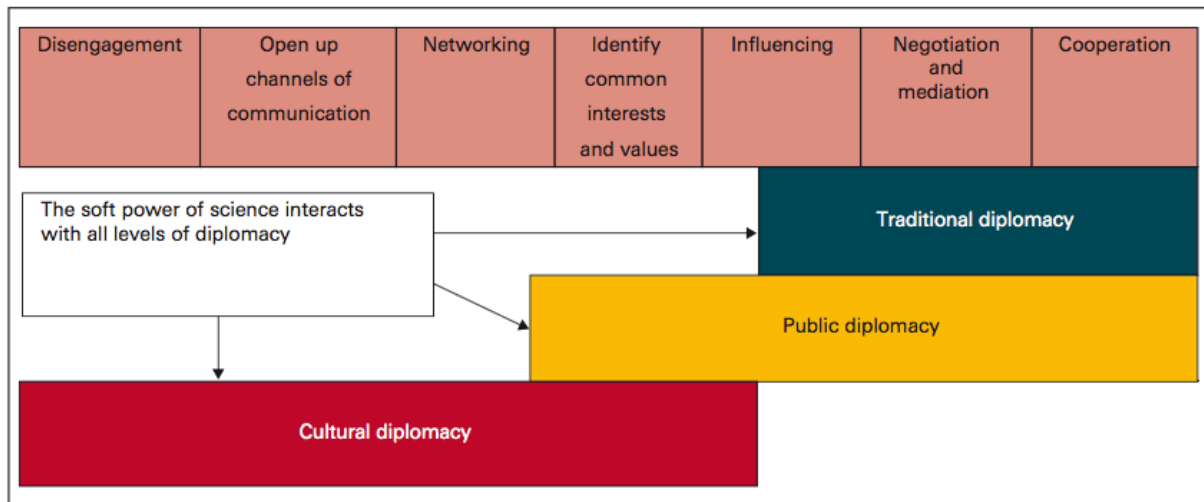 Disengagement
Open up
channels of
communication
Networking
Identify
common
interests
and values
Influencing
Negotiation
and
mediation
Cooperation
The soft power of science interacts
with all levels of diplomacy
Traditional diplomacy
Public diplomacy
Cultural diplomacy